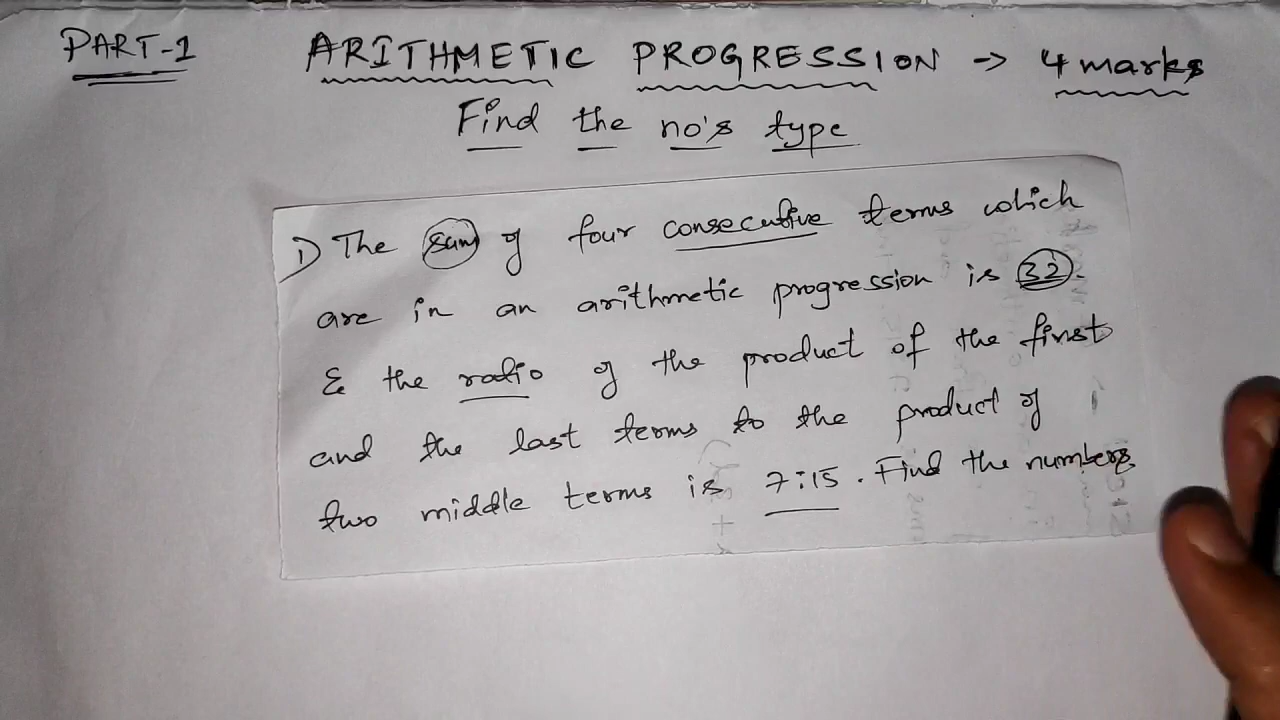 PART-1 ARITHMETIC PROGRESSION → 4 marks
Find the no's type
1) The sum of four consecutive terms which
are in an arithmetic progression is 32.
& the ratio of the product of the first
and the last terms to the product of
two middle terms is 7:15. Find the numbers